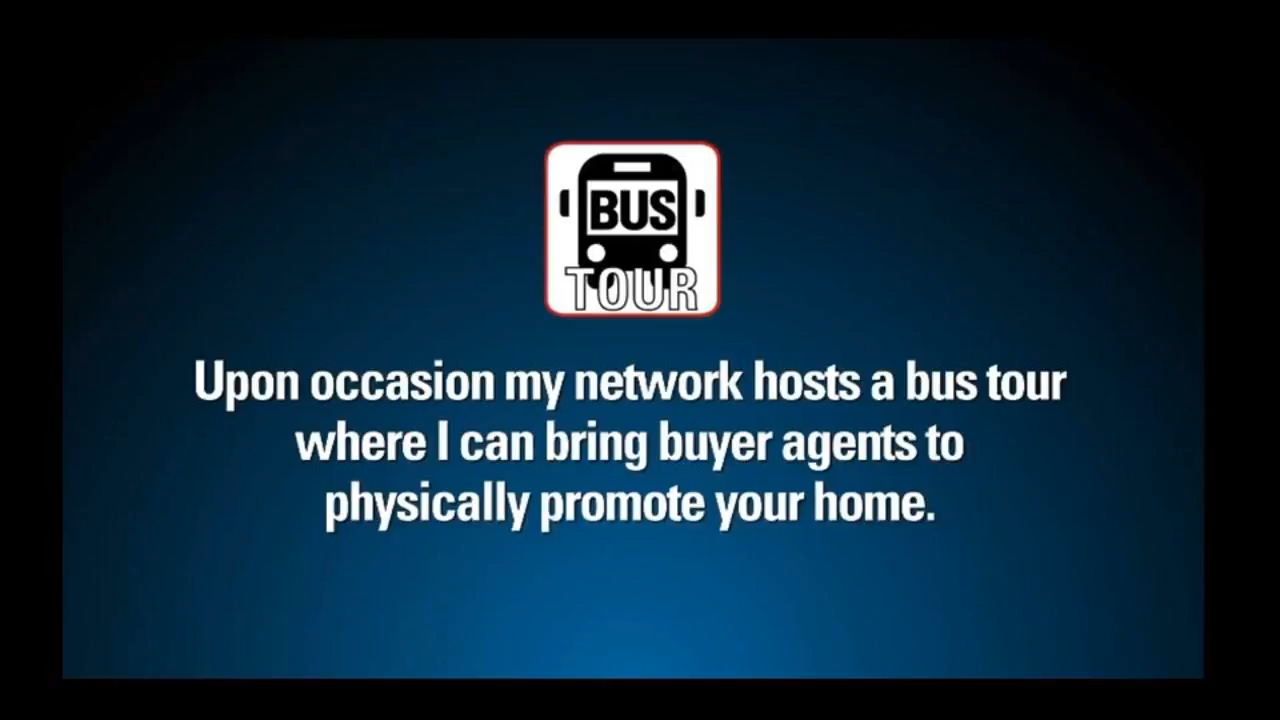 BUS
TOUR
Upon occasion my network hosts a bus tour
where I can bring buyer agents to
physically promote your home.